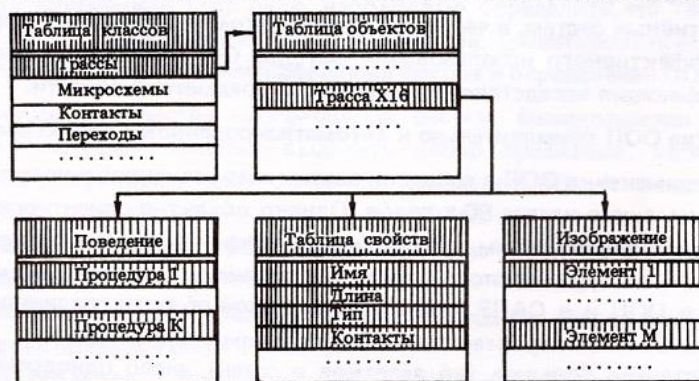 Таблица классов
Трассы
Микросхемы
Контакты
Переходы
. . . . . . . . . .
Таблица объектов
. . . . . . . . . .
Трасса X16
Поведение
Процедура 1
. . . . . . . . . .
Процедура K
. . . . . . . . . .
Таблица свойств
Имя
Длина
Тип
Контакты
. . . . . . . . . .
Изображение
Элемент 1
. . . . . . . . . .
Элемент M